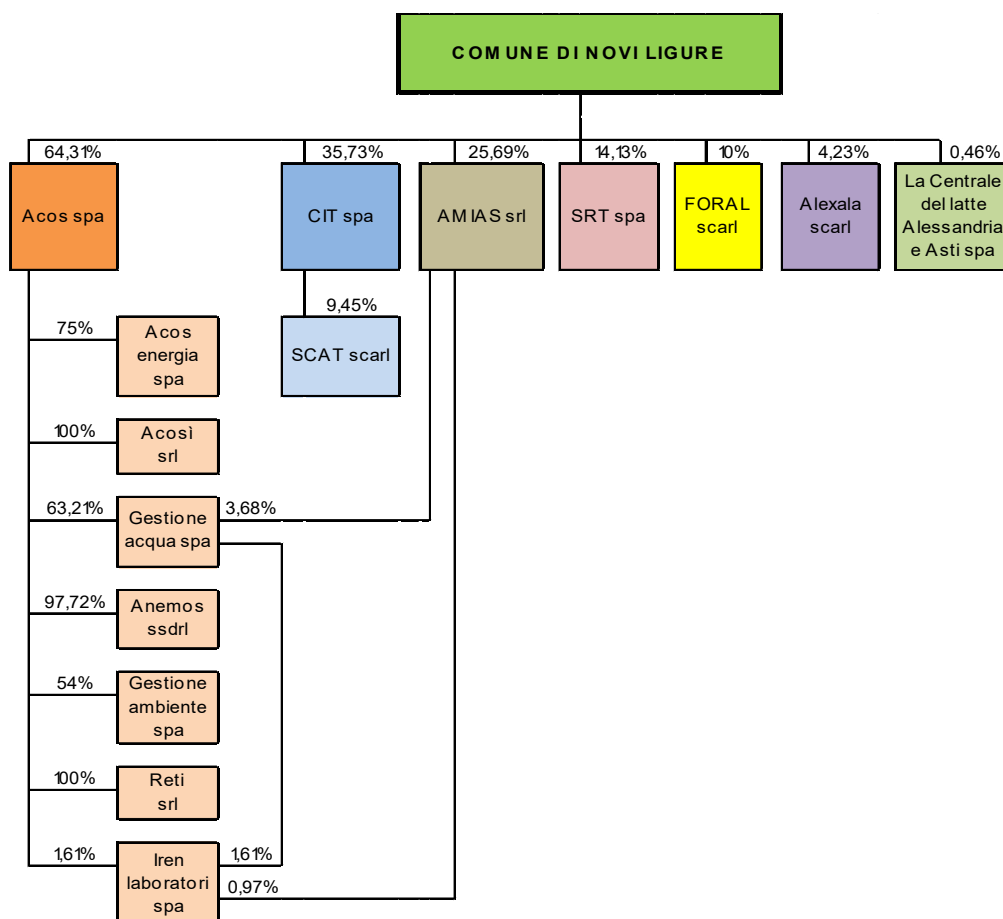 COMUNE DI NOVI LIGURE
64,31%
35,73%
25,69%
14,13%
10%
4,23%
0,46%
Acos spa
CIT spa
AMIAS srl
SRT spa
FORAL
scarl
Alexala
scarl
La Centrale
del latte
Alessandria
e Asti spa
9,45%
SCAT scarl
75%
Acos
energia
spa
100%
Acosì
srl
63,21%
Gestione
acqua spa
3,68%
97,72%
Anemos
ssdrl
54%
Gestione
ambiente
spa
100%
Reti
srl
1,61%
Iren
laboratori
spa
1,61%
0,97%